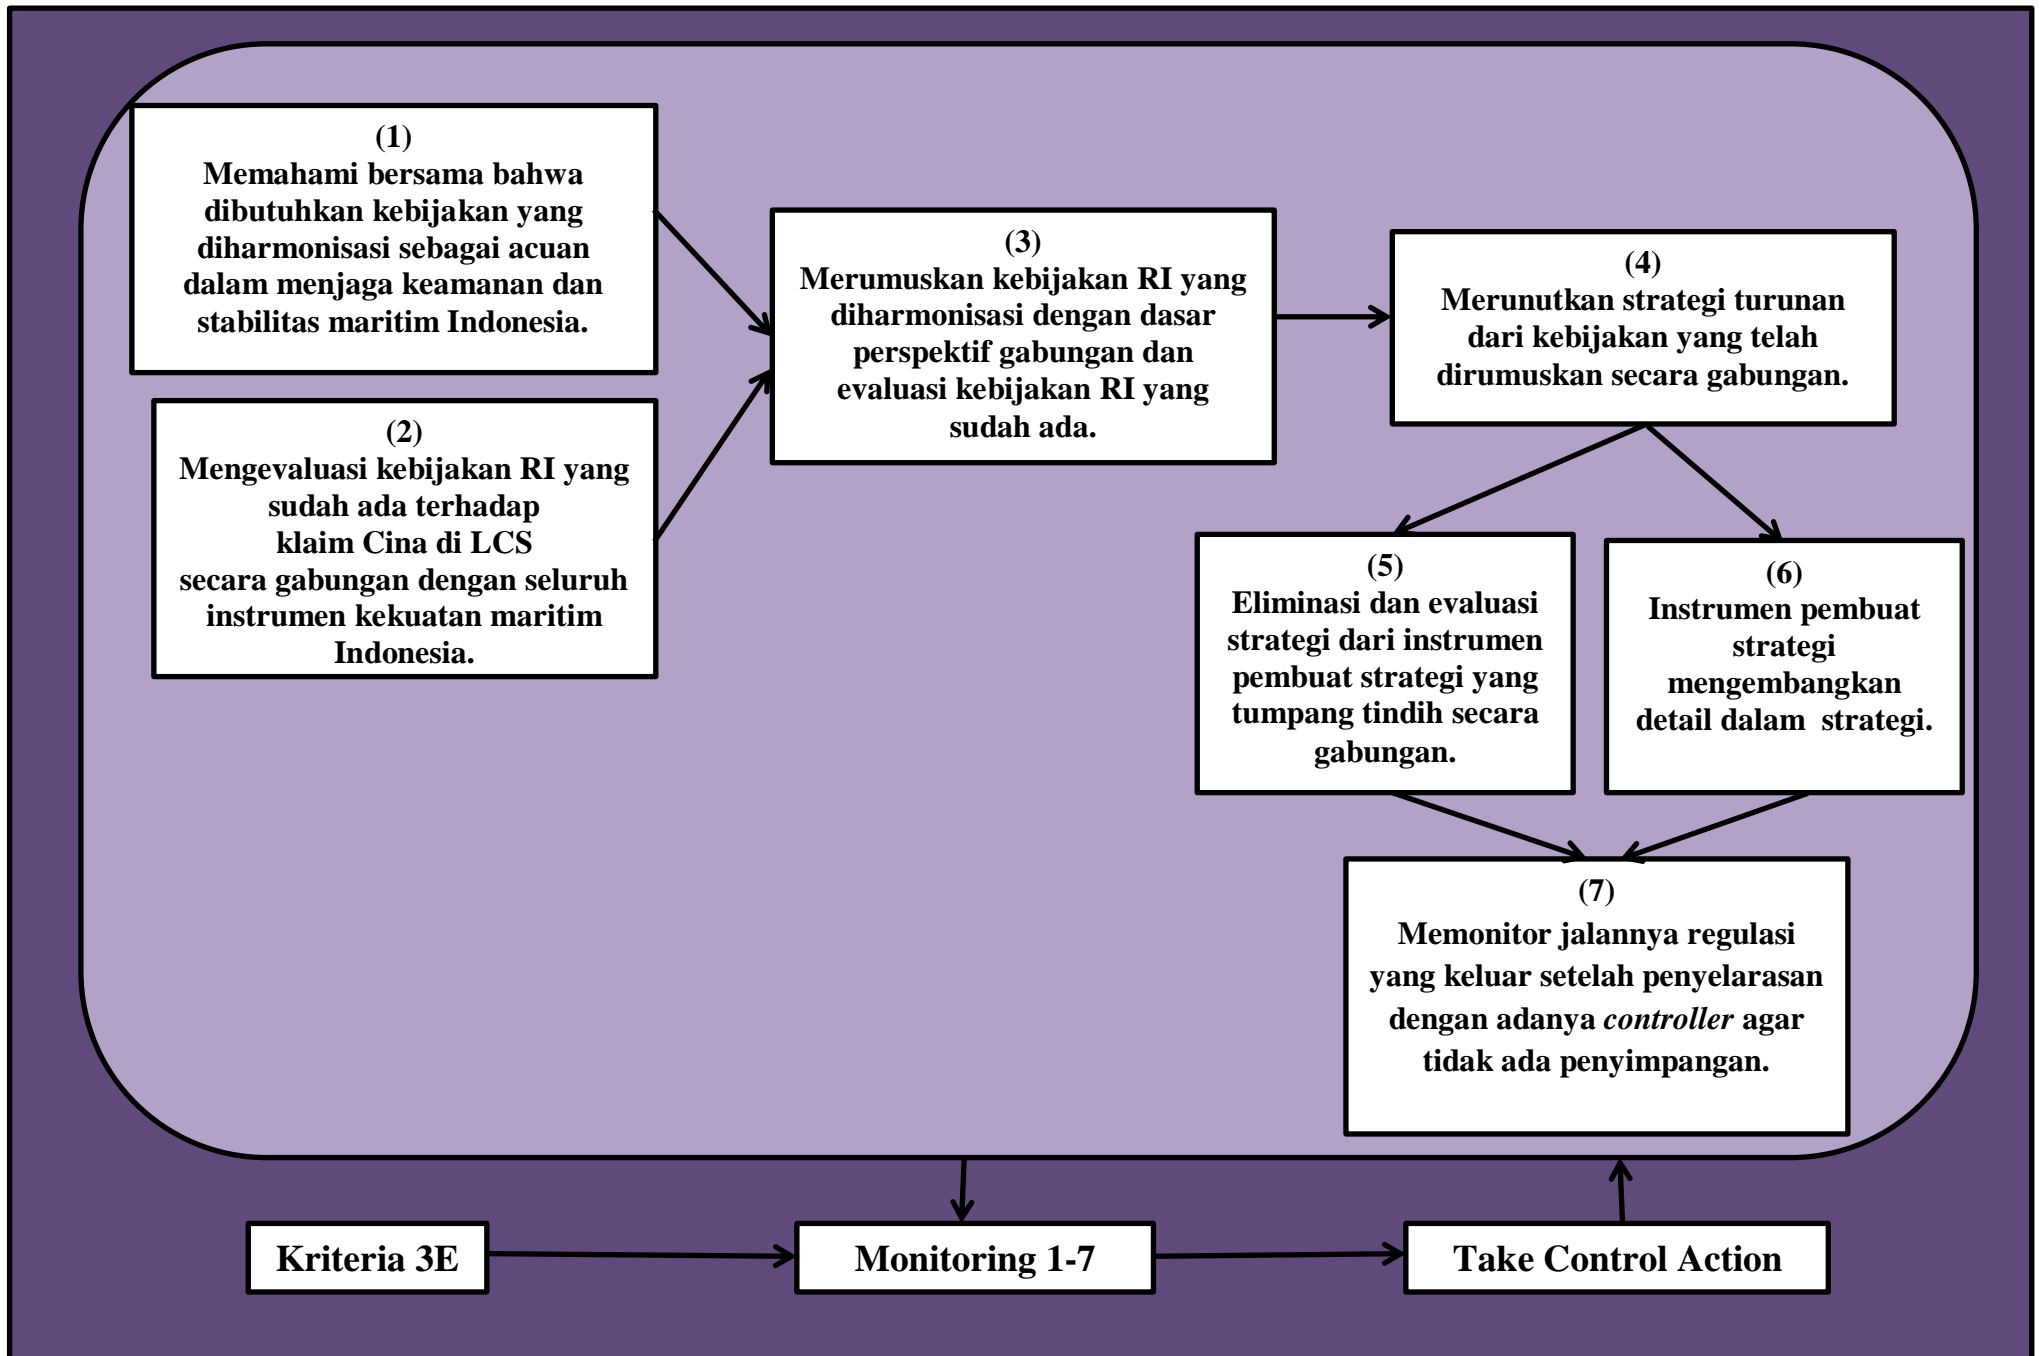 (1)
Memahami bersama bahwa
dibutuhkan kebijakan yang
diharmonisasi sebagai acuan
dalam menjaga keamanan dan
stabilitas maritim Indonesia.
(2)
Mengevaluasi kebijakan RI yang
sudah ada terhadap
klaim Cina di LCS
secara gabungan dengan seluruh
instrumen kekuatan maritim
Indonesia.
(3)
Merumuskan kebijakan RI yang
diharmonisasi dengan dasar
perspektif gabungan dan
evaluasi kebijakan RI yang
sudah ada.
(4)
Merunutkan strategi turunan
dari kebijakan yang telah
dirumuskan secara gabungan.
(5)
Eliminasi dan evaluasi
strategi dari instrumen
pembuat strategi yang
tumpang tindih secara
gabungan.
(6)
Instrumen pembuat
strategi
mengembangkan
detail dalam  strategi.
(7)
Memonitor jalannya regulasi
yang keluar setelah penyelarasan
dengan adanya controller agar
tidak ada penyimpangan.
Kriteria 3E
Monitoring 1-7
Take Control Action